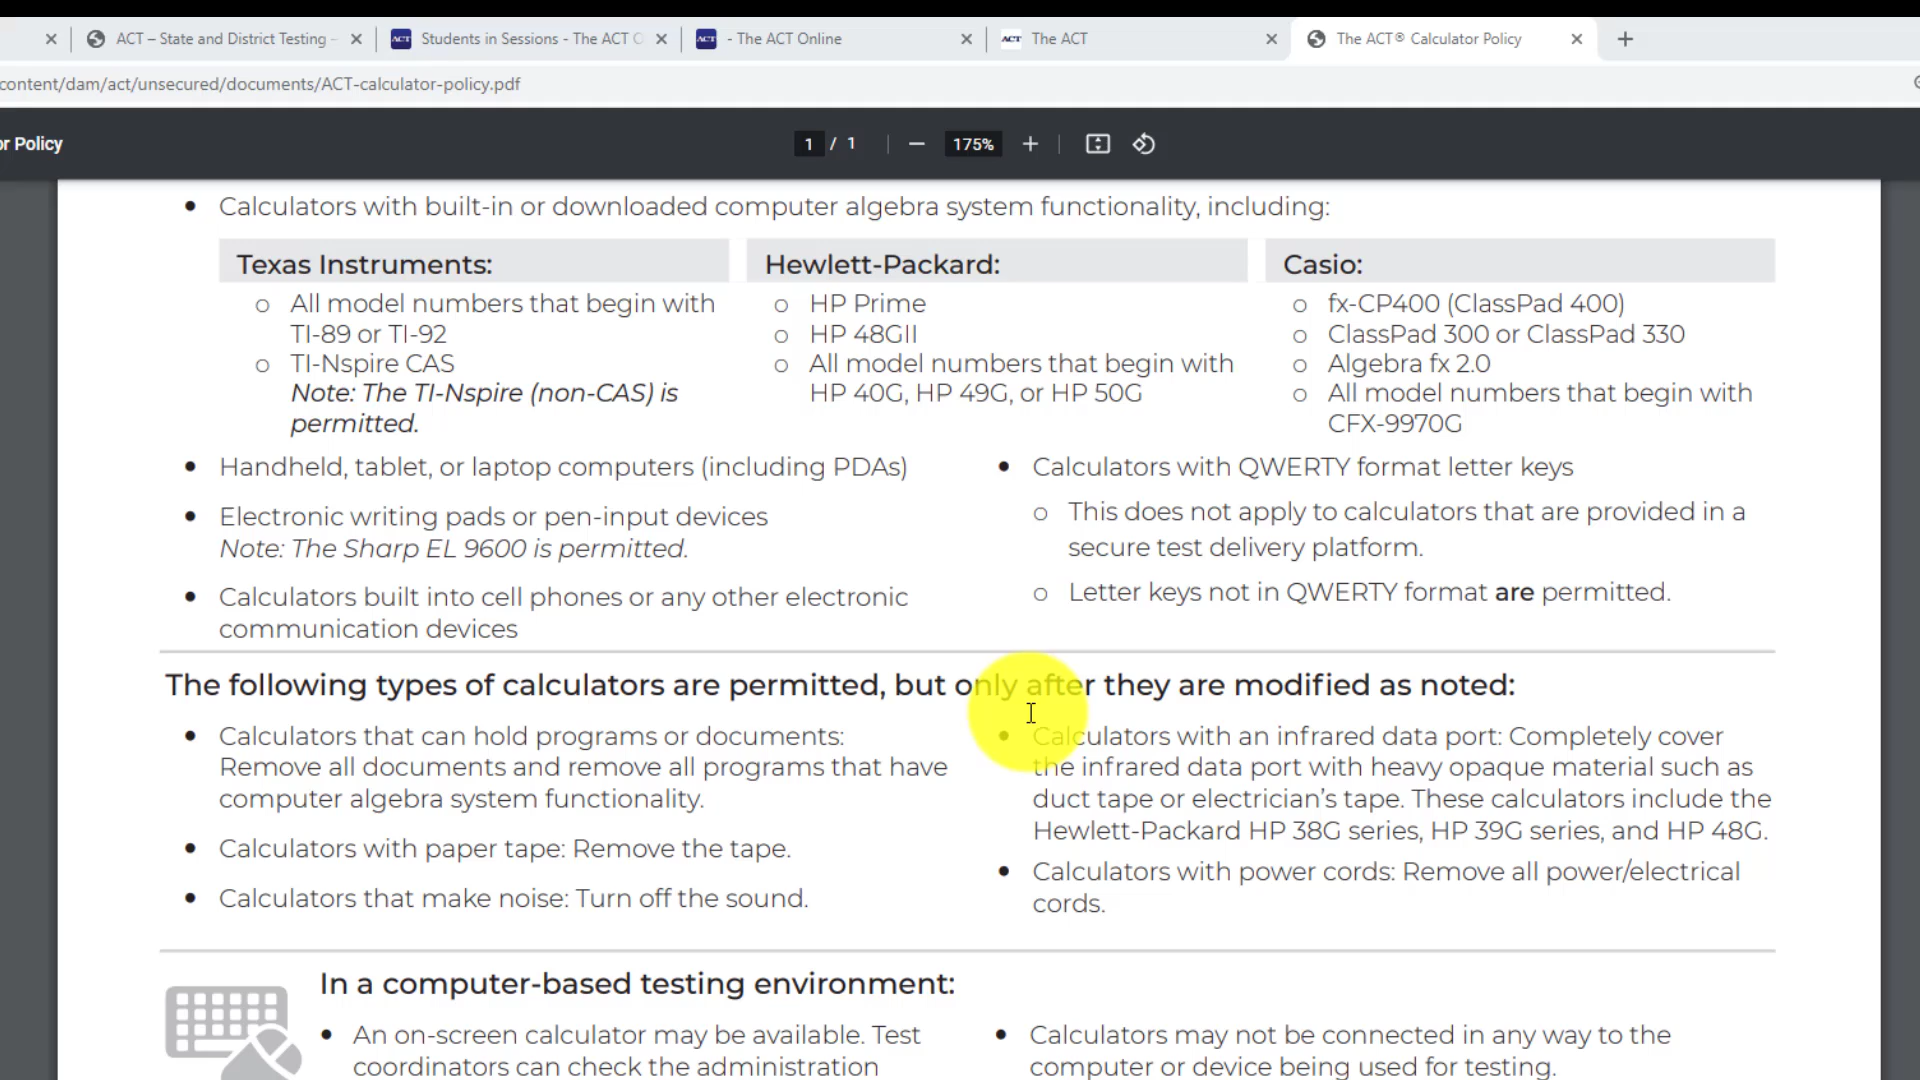 ACT – State and District Testing –
Students in Sessions - The ACT O
- The ACT Online
The ACT
The ACT® Calculator Policy
content/dam/act/unsecured/documents/ACT-calculator-policy.pdf
or Policy
1 / 1
175%
Calculators with built-in or downloaded computer algebra system functionality, including:
Texas Instruments:
All model numbers that begin with
TI-89 or TI-92
TI-Nspire CAS
Note: The TI-Nspire (non-CAS) is
permitted.
Hewlett-Packard:
HP Prime
HP 48GII
All model numbers that begin with
HP 40G, HP 49G, or HP 50G
Casio:
fx-CP400 (ClassPad 400)
ClassPad 300 or ClassPad 330
Algebra fx 2.0
All model numbers that begin with
CFX-9970G
Handheld, tablet, or laptop computers (including PDAs)
Electronic writing pads or pen-input devices
Note: The Sharp EL 9600 is permitted.
Calculators built into cell phones or any other electronic
communication devices
Calculators with QWERTY format letter keys
This does not apply to calculators that are provided in a
secure test delivery platform.
Letter keys not in QWERTY format are permitted.
The following types of calculators are permitted, but only after they are modified as noted:
Calculators that can hold programs or documents:
Remove all documents and remove all programs that have
computer algebra system functionality.
Calculators with paper tape: Remove the tape.
Calculators that make noise: Turn off the sound.
Calculators with an infrared data port: Completely cover
the infrared data port with heavy opaque material such as
duct tape or electrician's tape. These calculators include the
Hewlett-Packard HP 38G series, HP 39G series, and HP 48G.
Calculators with power cords: Remove all power/electrical
cords.
In a computer-based testing environment:
An on-screen calculator may be available. Test
coordinators can check the administration
Calculators may not be connected in any way to the
computer or device being used for testing.